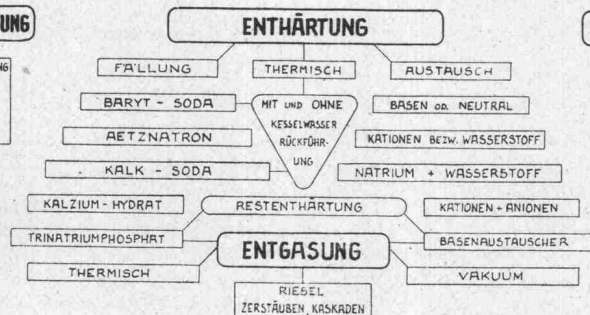 UNG
ENTHÄRTUNG
NG
FÄLLUNG
THERMISCH
AUSTAUSCH
BARYT - SODA
MIT UND OHNE
KESSELWASSER
RÜCKFÜHR-
UNG
BASEN OD. NEUTRAL
AETZNATRON
KATIONEN BEZW. WASSERSTOFF
KALK - SODA
NATRIUM + WASSERSTOFF
KALZIUM - HYDRAT
RESTENTHÄRTUNG
KATIONEN + ANIONEN
TRINATRIUMPHOSPHAT
ENTGASUNG
BASENAUSTAUSCHER
THERMISCH
VAKUUM
RIESEL
ZERSTÄUBEN, KASKADEN